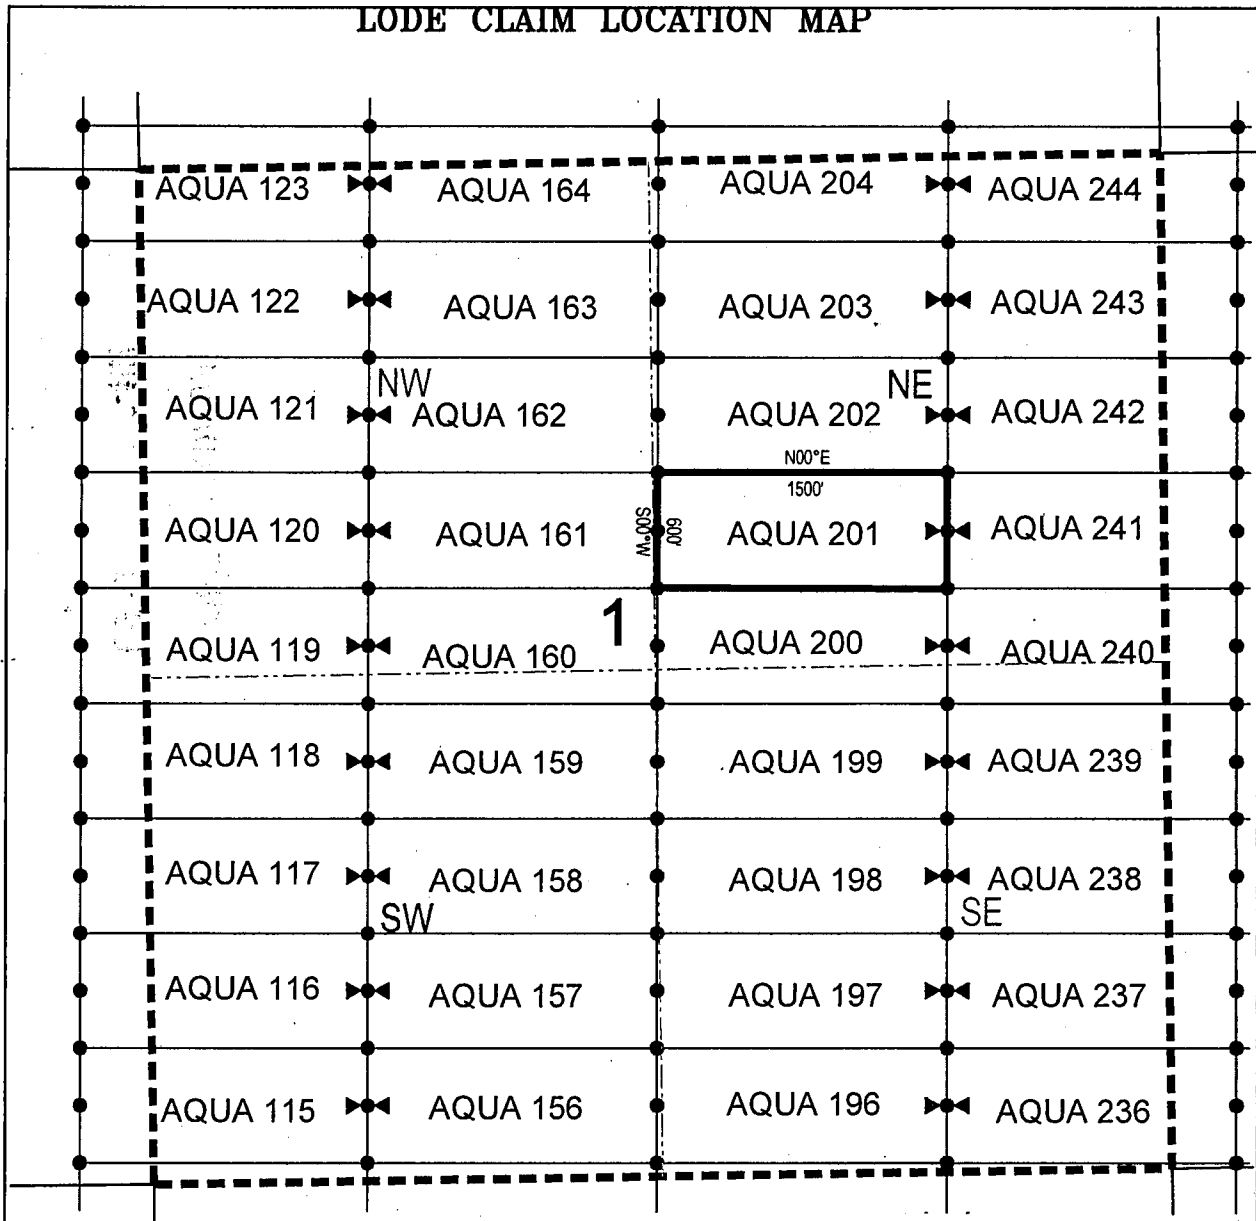 LODE CLAIM LOCATION MAP
AQUA 123 AQUA 164 AQUA 204 AQUA 244
AQUA 122 AQUA 163 AQUA 203 AQUA 243
NW NE
AQUA 121 AQUA 162 AQUA 202 AQUA 242
N00°E
1500'
AQUA 120 AQUA 161 S00°W 600' AQUA 201 AQUA 241
1
AQUA 119 AQUA 160 AQUA 200 AQUA 240
AQUA 118 AQUA 159 AQUA 199 AQUA 239
AQUA 117 AQUA 158 AQUA 198 AQUA 238
SW SE
AQUA 116 AQUA 157 AQUA 197 AQUA 237
AQUA 115 AQUA 156 AQUA 196 AQUA 236